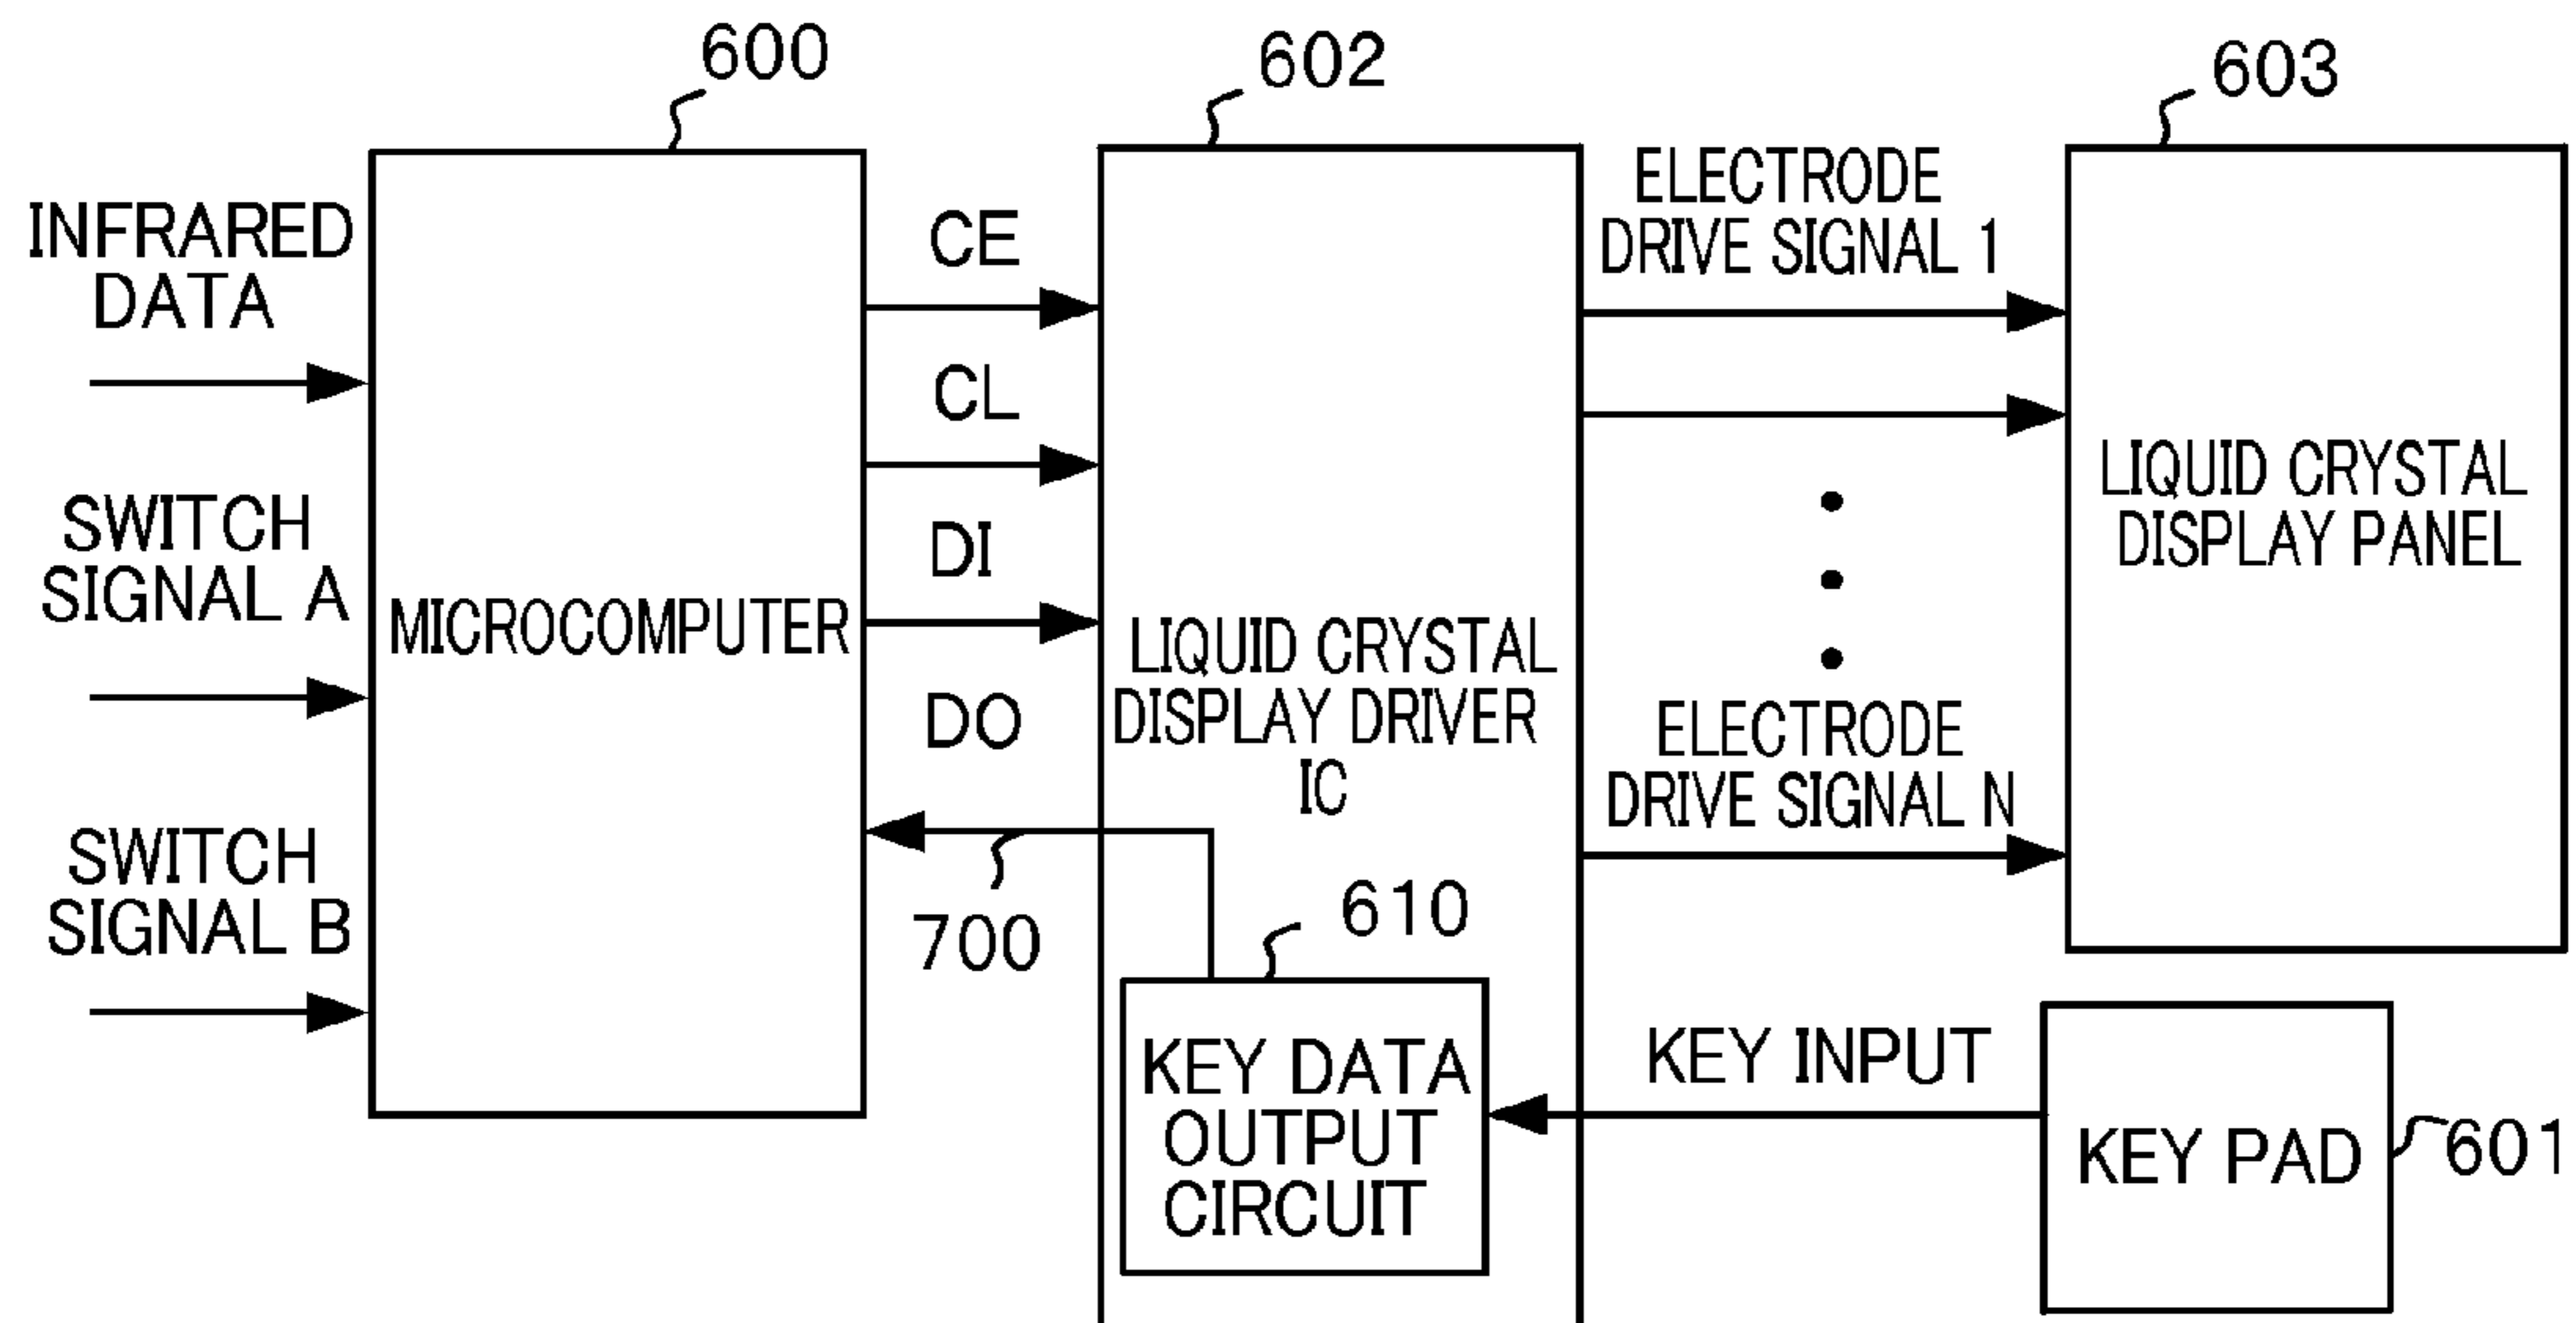 600
602
603
INFRARED
DATA
SWITCH
SIGNAL A
SWITCH
SIGNAL B
MICROCOMPUTER
CE
CL
DI
DO
700
LIQUID CRYSTAL
DISPLAY DRIVER
IC
610
KEY DATA
OUTPUT
CIRCUIT
ELECTRODE
DRIVE SIGNAL 1
ELECTRODE
DRIVE SIGNAL N
KEY INPUT
LIQUID CRYSTAL
DISPLAY PANEL
KEY PAD
601